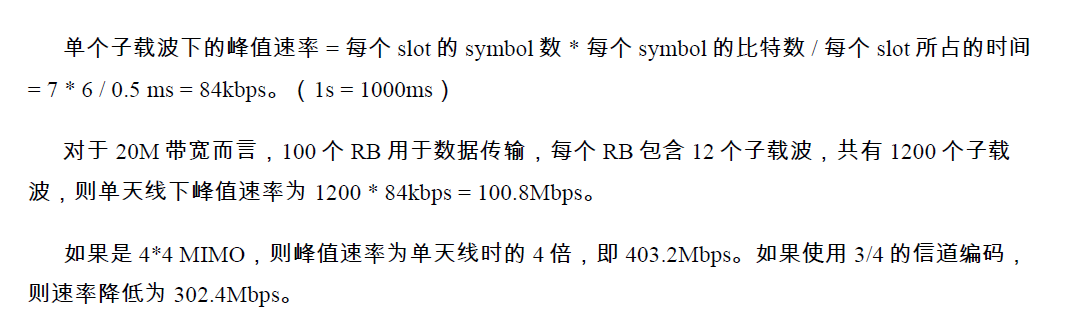 单个子载波下的峰值速率 = 每个 slot 的 symbol 数 * 每个 symbol 的比特数 / 每个 slot 所占的时间
= 7 * 6 / 0.5 ms = 84kbps。（1s = 1000ms）
对于 20M 带宽而言，100 个 RB 用于数据传输，每个 RB 包含 12 个子载波，共有 1200 个子载
波，则单天线下峰值速率为 1200 * 84kbps = 100.8Mbps。
如果是 4*4 MIMO，则峰值速率为单天线时的 4 倍，即 403.2Mbps。如果使用 3/4 的信道编码，
则速率降低为 302.4Mbps。